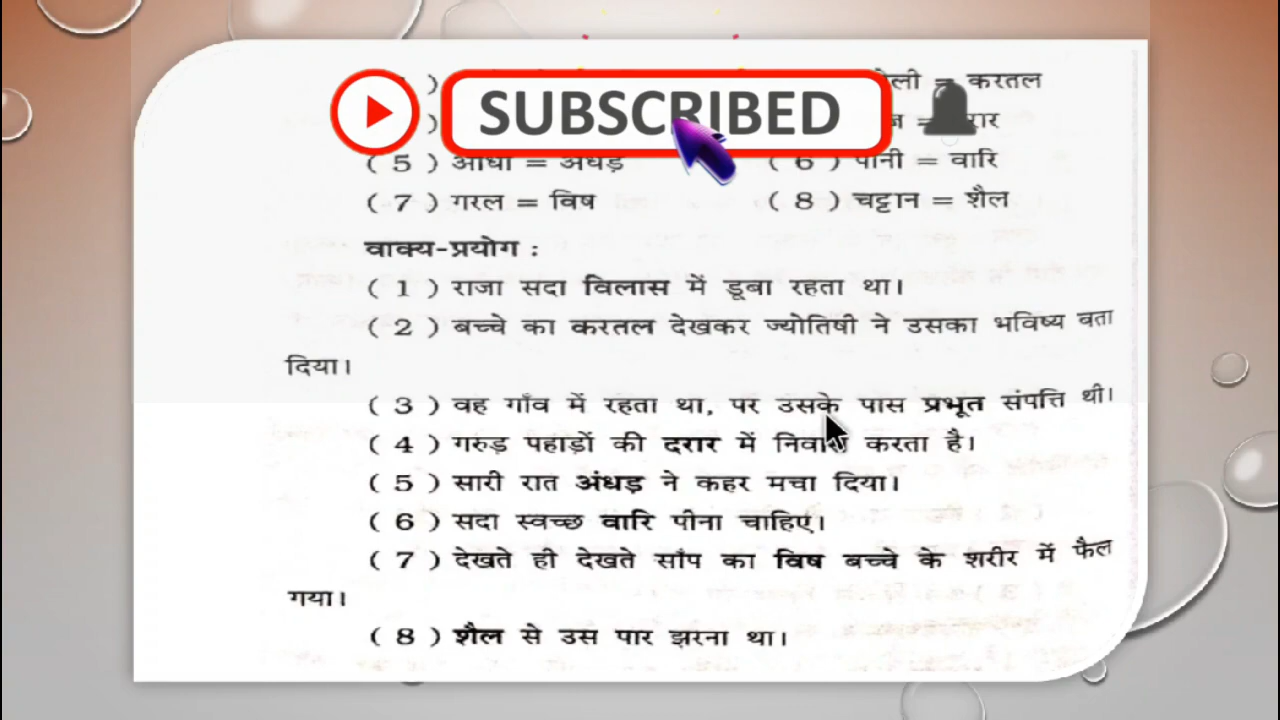 SUBSCRIBED
) = करतल
)
( 5 ) आँधी = अंधड़ ( 6 ) पानी = वारि
( 7 ) गरल = विष ( 8 ) चट्टान = शैल
वाक्य-प्रयोग :
( 1 ) राजा सदा विलास में डूबा रहता था।
( 2 ) बच्चे का करतल देखकर ज्योतिषी ने उसका भविष्य बता
दिया।
( 3 ) वह गाँव में रहता था, पर उसके पास प्रभूत संपत्ति थी।
( 4 ) गरुड़ पहाड़ों की दरार में निवास करता है।
( 5 ) सारी रात अंधड़ ने कहर मचा दिया।
( 6 ) सदा स्वच्छ वारि पीना चाहिए।
( 7 ) देखते ही देखते साँप का विष बच्चे के शरीर में फैल
गया।
( 8 ) शैल से उस पार झरना था।